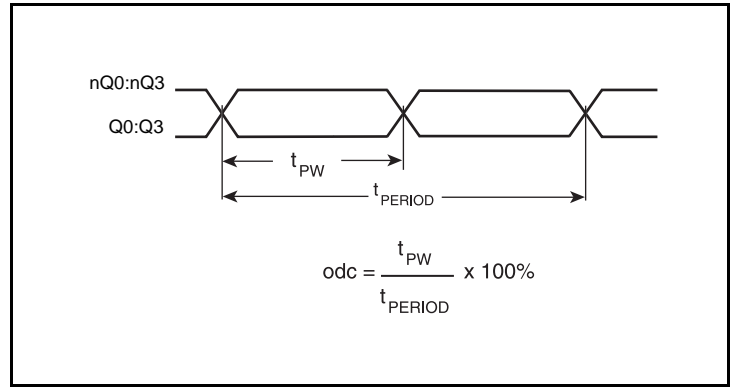 nQ0:nQ3
Q0:Q3
tPW
tPERIOD
odc = tPW / tPERIOD x 100%